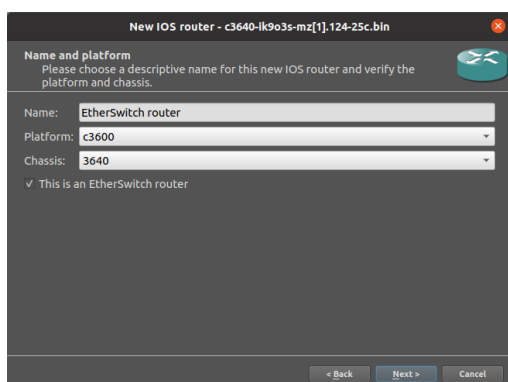 New IOS router - c3640-ik9o3s-mz[1].124-25c.bin
Name and platform
Please choose a descriptive name for this new IOS router and verify the
platform and chassis.
Name: EtherSwitch router
Platform: c3600
Chassis: 3640
This is an EtherSwitch router
< Back Next > Cancel